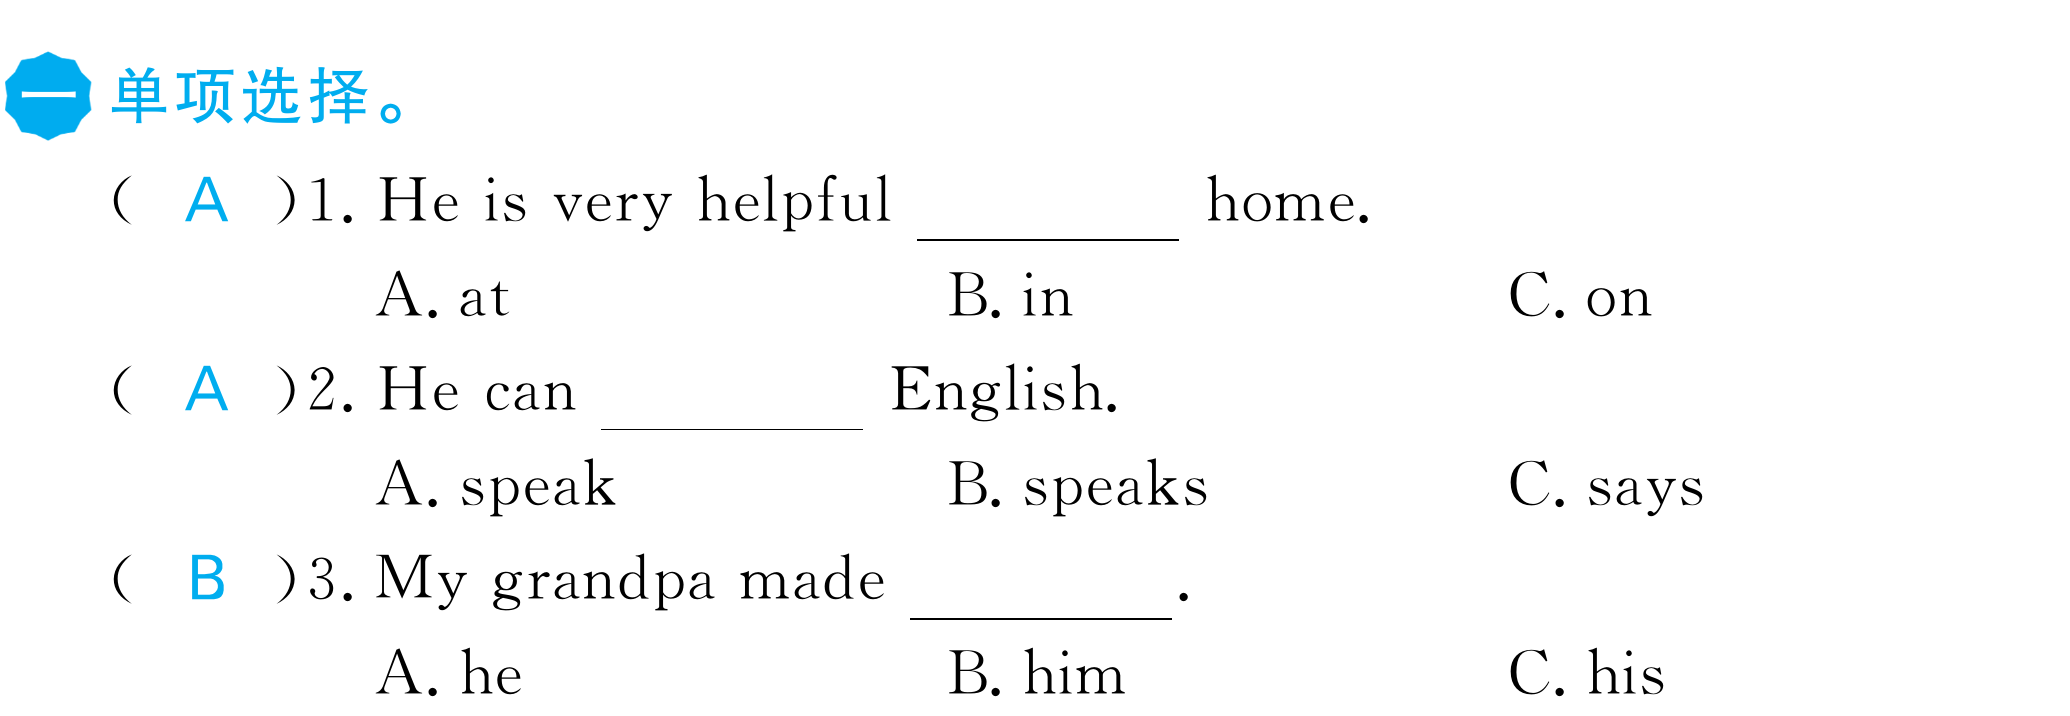 一 单项选择。
( A )1. He is very helpful ________ home.
A. at B. in C. on
( A )2. He can ________ English.
A. speak B. speaks C. says
( B )3. My grandpa made ________.
A. he B. him C. his